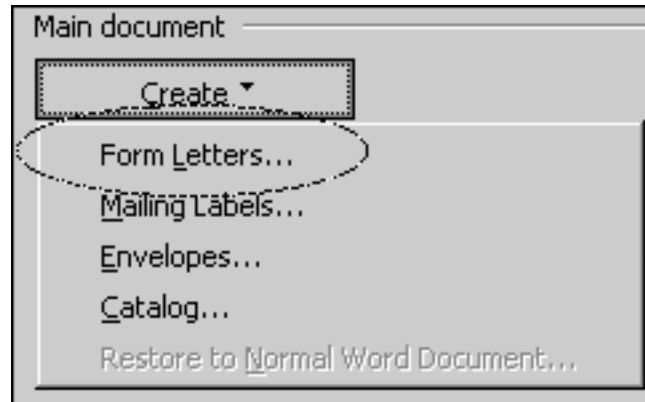 Main document
Create
Form Letters...
Mailing Labels...
Envelopes...
Catalog...
Restore to Normal Word Document...